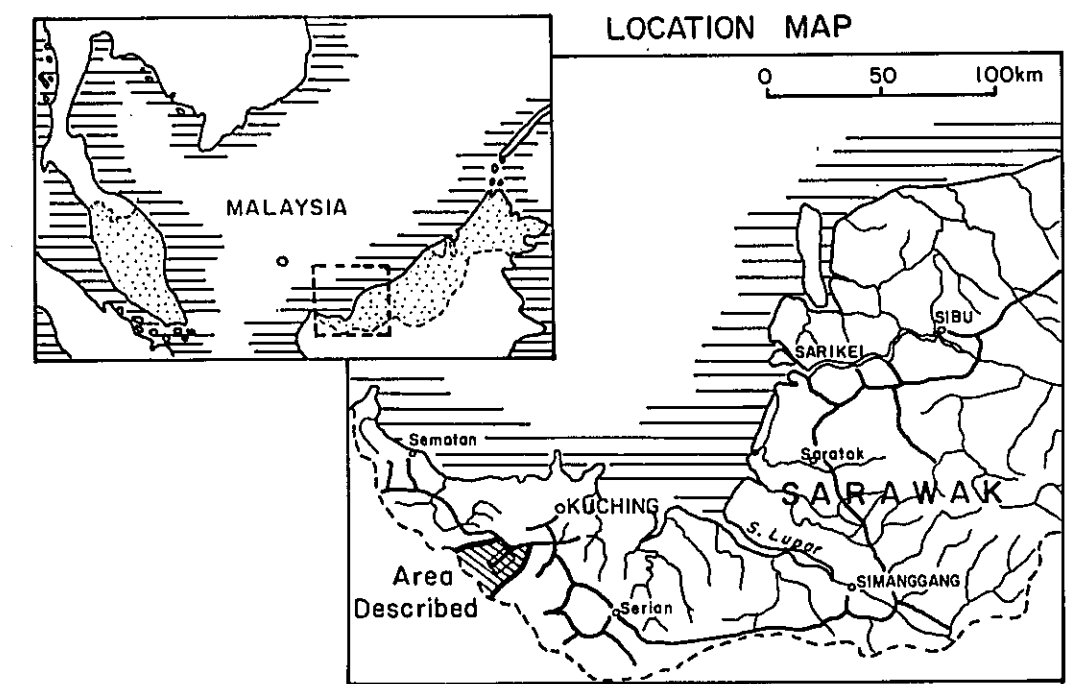 LOCATION MAP
0 50 100km
MALAYSIA
SIBU
SARIKEI
Sematan
Saratok
SARAWAK
KUCHING
S. Lupar
Area
Described
SIMANGGANG
Serian